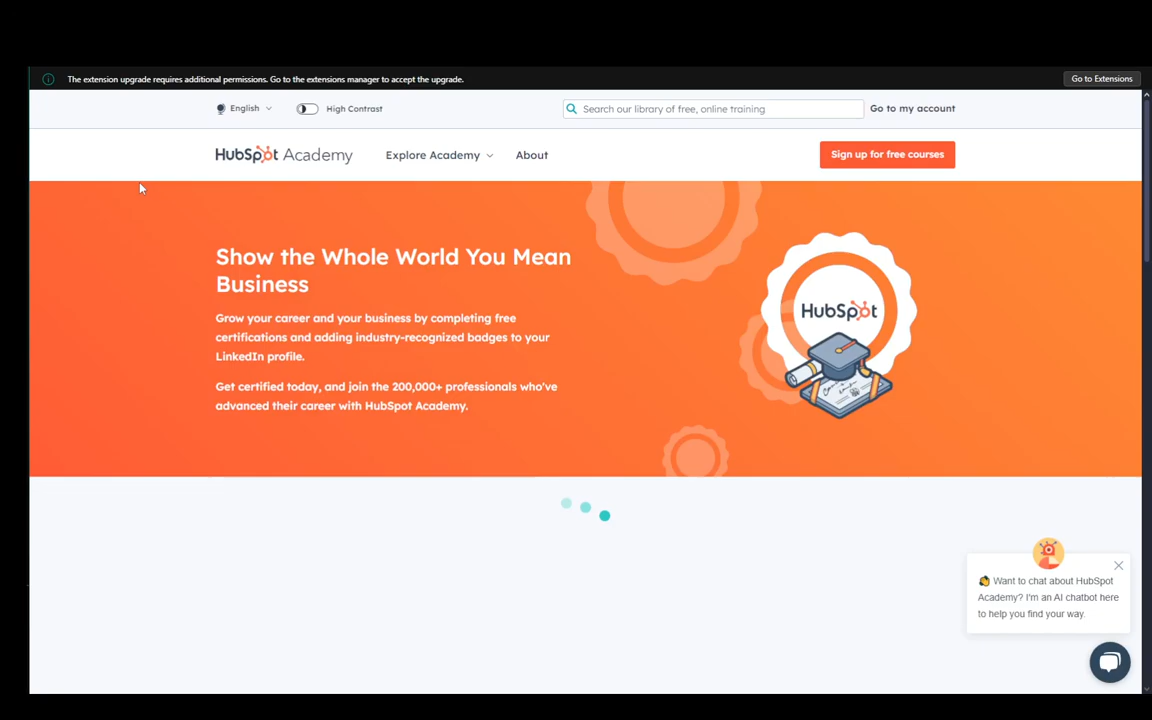 The extension upgrade requires additional permissions. Go to the extensions manager to accept the upgrade.
Go to Extensions
English
High Contrast
Search our library of free, online training
Go to my account
HubSpot Academy
Explore Academy
About
Sign up for free courses
Show the Whole World You Mean
Business
Grow your career and your business by completing free
certifications and adding industry-recognized badges to your
LinkedIn profile.
Get certified today, and join the 200,000+ professionals who've
advanced their career with HubSpot Academy.
HubSpot
👋 Want to chat about HubSpot
Academy? I'm an AI chatbot here
to help you find your way.